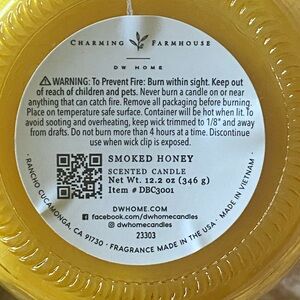 CHARMING FARMHOUSE
DW HOME
⚠ WARNING: To Prevent Fire: Burn within sight. Keep out
of reach of children and pets. Never burn a candle on or near
anything that can catch fire. Remove all packaging before burning.
Place on temperature safe surface. Container will be hot when lit. To
avoid sooting and overheating, keep wick trimmed to 1/8" and away
from drafts. Do not burn more than 4 hours at a time. Discontinue
use when wick clip is exposed.
SMOKED HONEY
SCENTED CANDLE
Net Wt. 12.2 oz (346 g)
Item # DBC3001
DWHOME.COM
facebook.com/dwhomecandles
dwhomecandles
23303
· RANCHO CUCAMONGA, CA 91730 · FRAGRANCE MADE IN THE USA · MADE IN VIETNAM ·